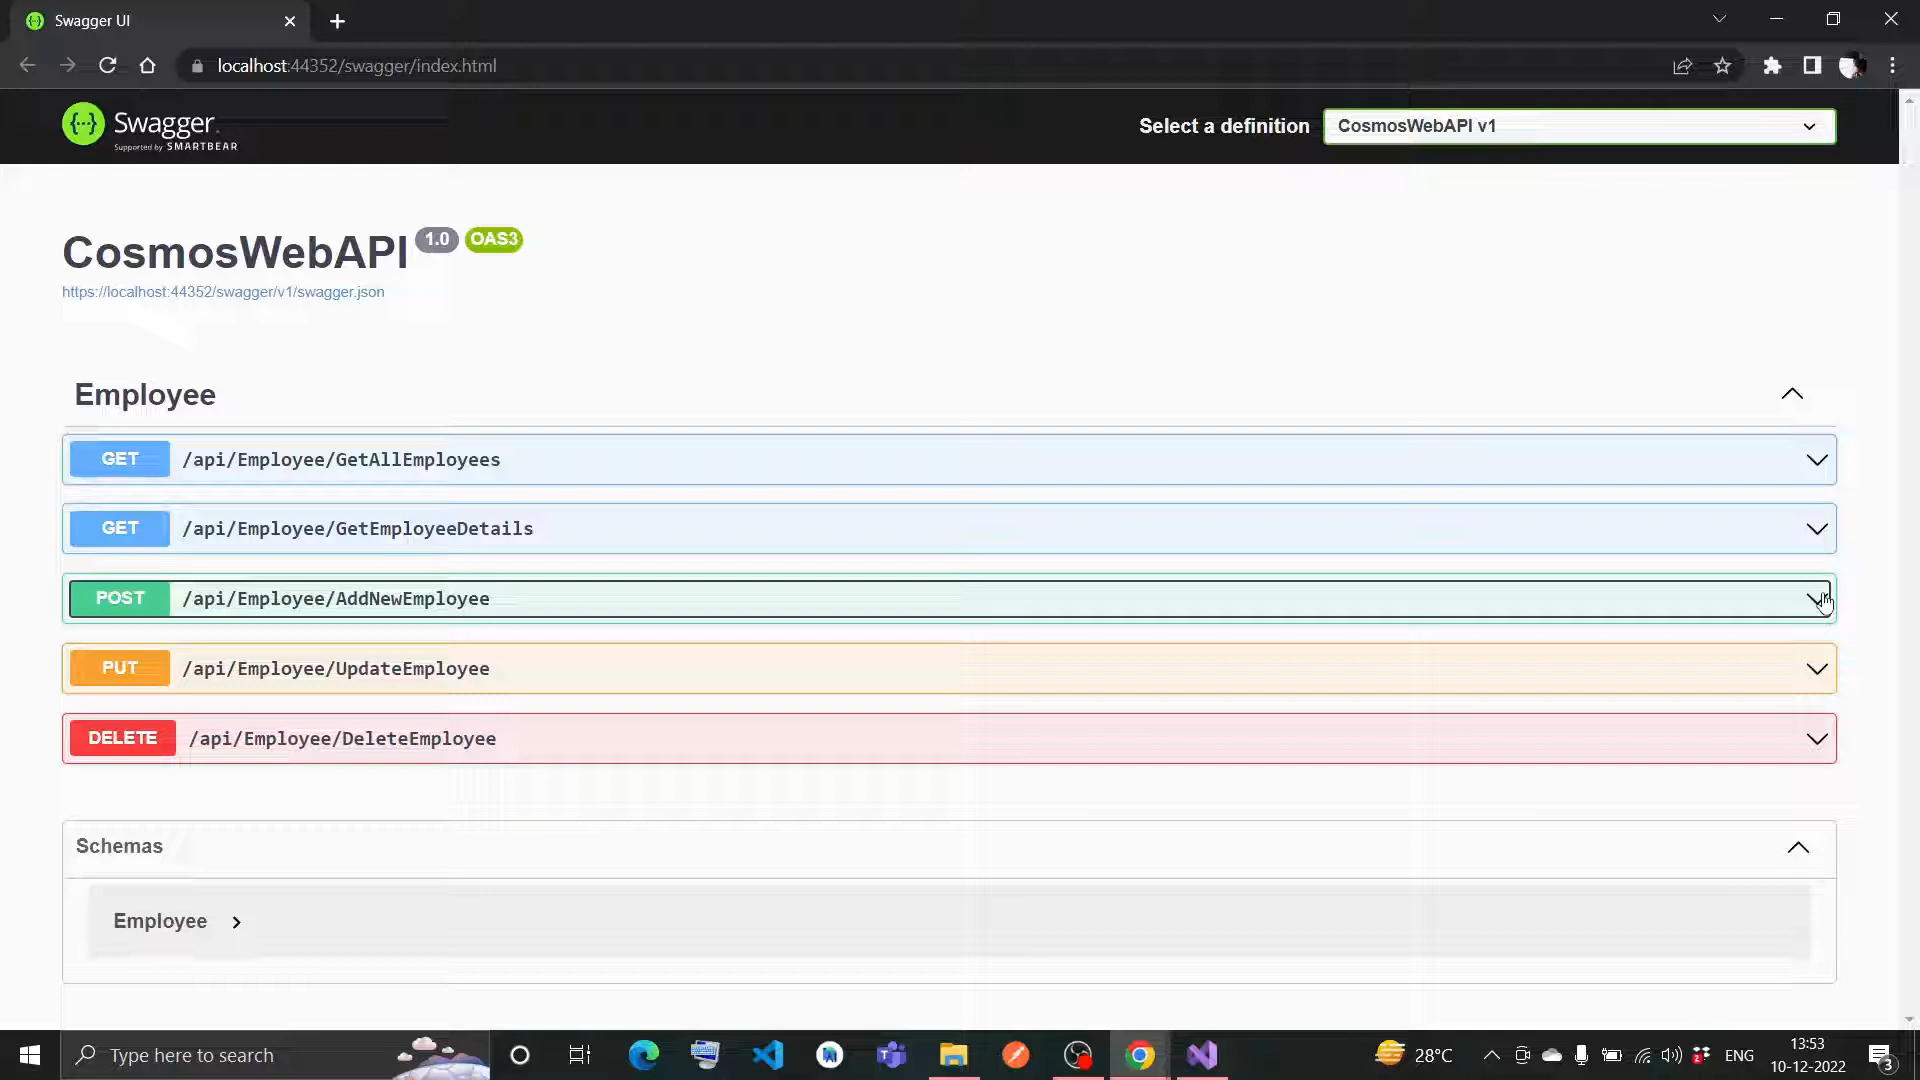 Swagger UI
localhost:44352/swagger/index.html
Swagger
Supported by SMARTBEAR
Select a definition
CosmosWebAPI v1
CosmosWebAPI 1.0 OAS3
https://localhost:44352/swagger/v1/swagger.json
Employee
GET /api/Employee/GetAllEmployees
GET /api/Employee/GetEmployeeDetails
POST /api/Employee/AddNewEmployee
PUT /api/Employee/UpdateEmployee
DELETE /api/Employee/DeleteEmployee
Schemas
Employee
Type here to search
28°C
ENG
13:53
10-12-2022
3